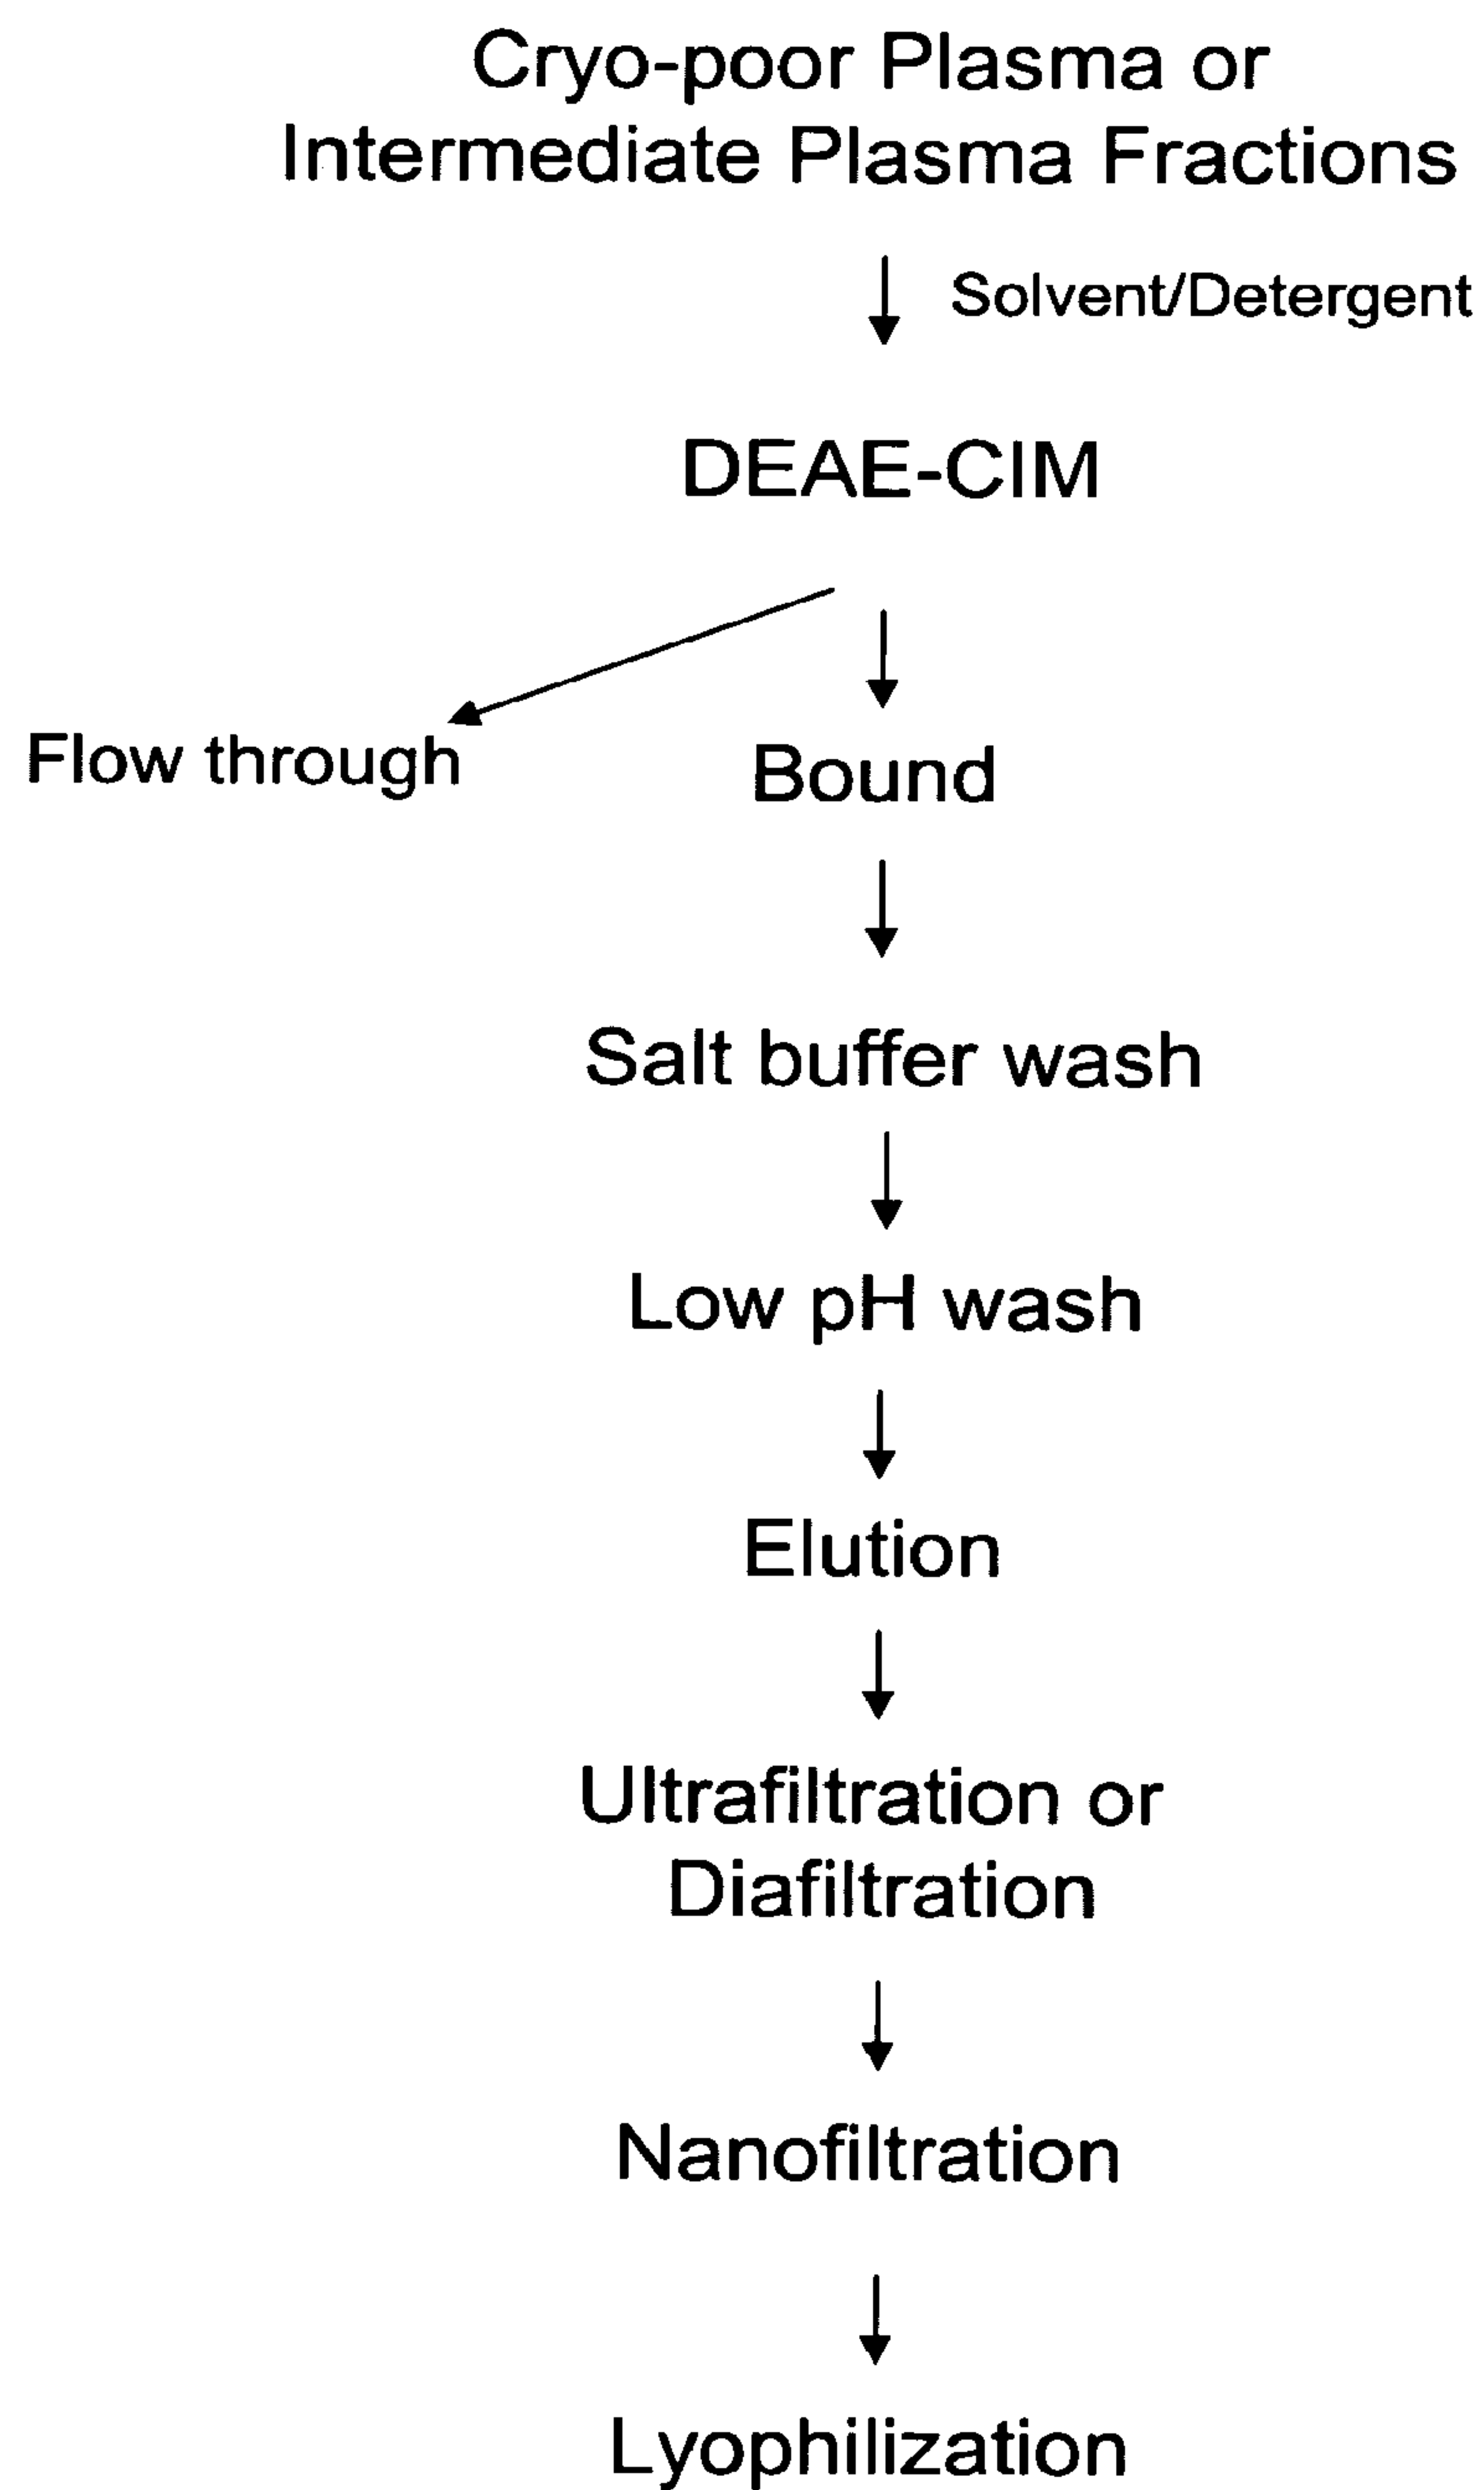 Cryo-poor Plasma or
Intermediate Plasma Fractions
Solvent/Detergent
DEAE-CIM
Flow through
Bound
Salt buffer wash
Low pH wash
Elution
Ultrafiltration or
Diafiltration
Nanofiltration
Lyophilization